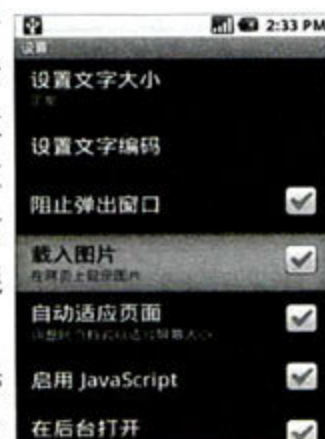 2:33 PM
设置
设置文字大小
正常
设置文字编码
阻止弹出窗口
载入图片
在网页上显示图片
自动适应页面
启用 JavaScript
在后台打开